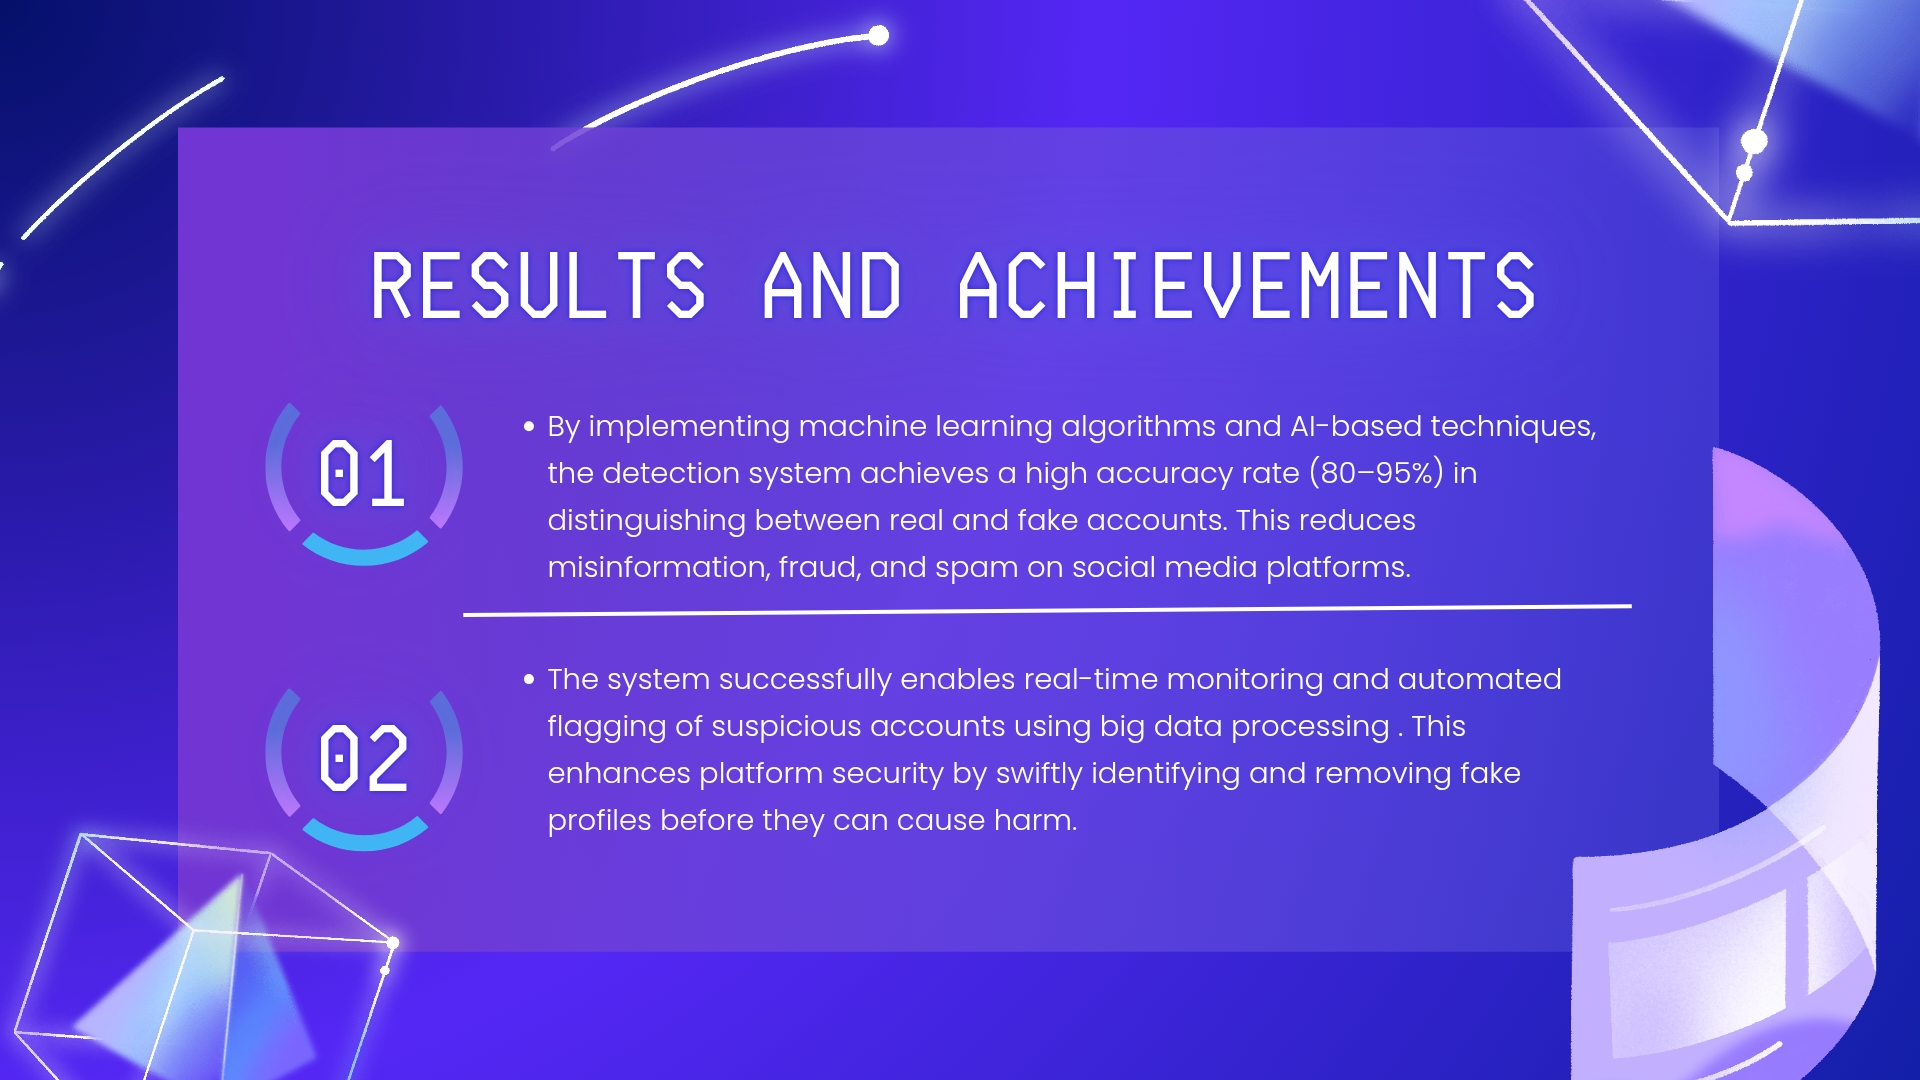 RESULTS AND ACHIEVEMENTS
01
• By implementing machine learning algorithms and AI-based techniques,
the detection system achieves a high accuracy rate (80–95%) in
distinguishing between real and fake accounts. This reduces
misinformation, fraud, and spam on social media platforms.
02
• The system successfully enables real-time monitoring and automated
flagging of suspicious accounts using big data processing . This
enhances platform security by swiftly identifying and removing fake
profiles before they can cause harm.